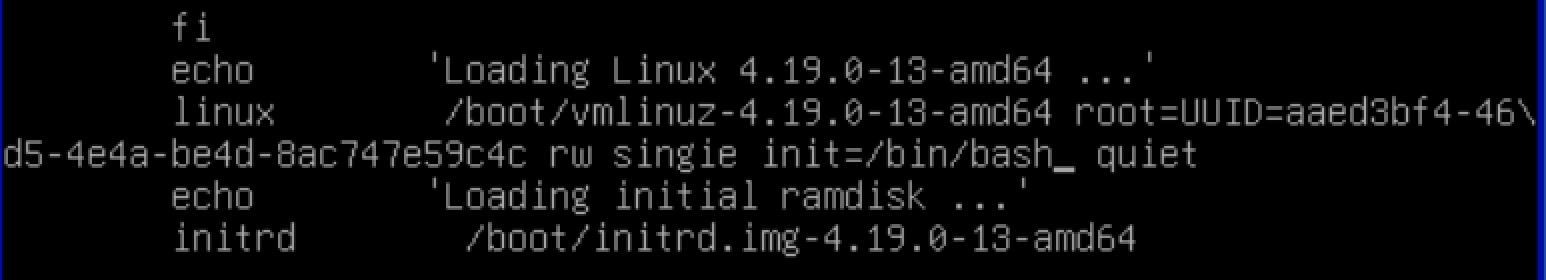 fi
echo 'Loading Linux 4.19.0-13-amd64 ...'
linux /boot/vmlinuz-4.19.0-13-amd64 root=UUID=aaed3bf4-46\
d5-4e4a-be4d-8ac747e59c4c rw singie init=/bin/bash_ quiet
echo 'Loading initial ramdisk ...'
initrd /boot/initrd.img-4.19.0-13-amd64